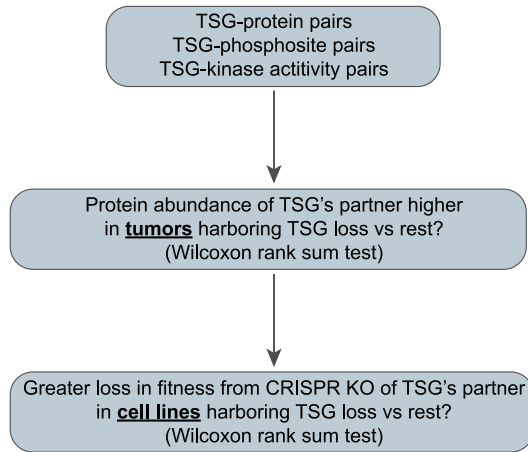 TSG-protein pairs
TSG-phosphosite pairs
TSG-kinase actitivity pairs
Protein abundance of TSG's partner higher
in tumors harboring TSG loss vs rest?
(Wilcoxon rank sum test)
Greater loss in fitness from CRISPR KO of TSG's partner
in cell lines harboring TSG loss vs rest?
(Wilcoxon rank sum test)